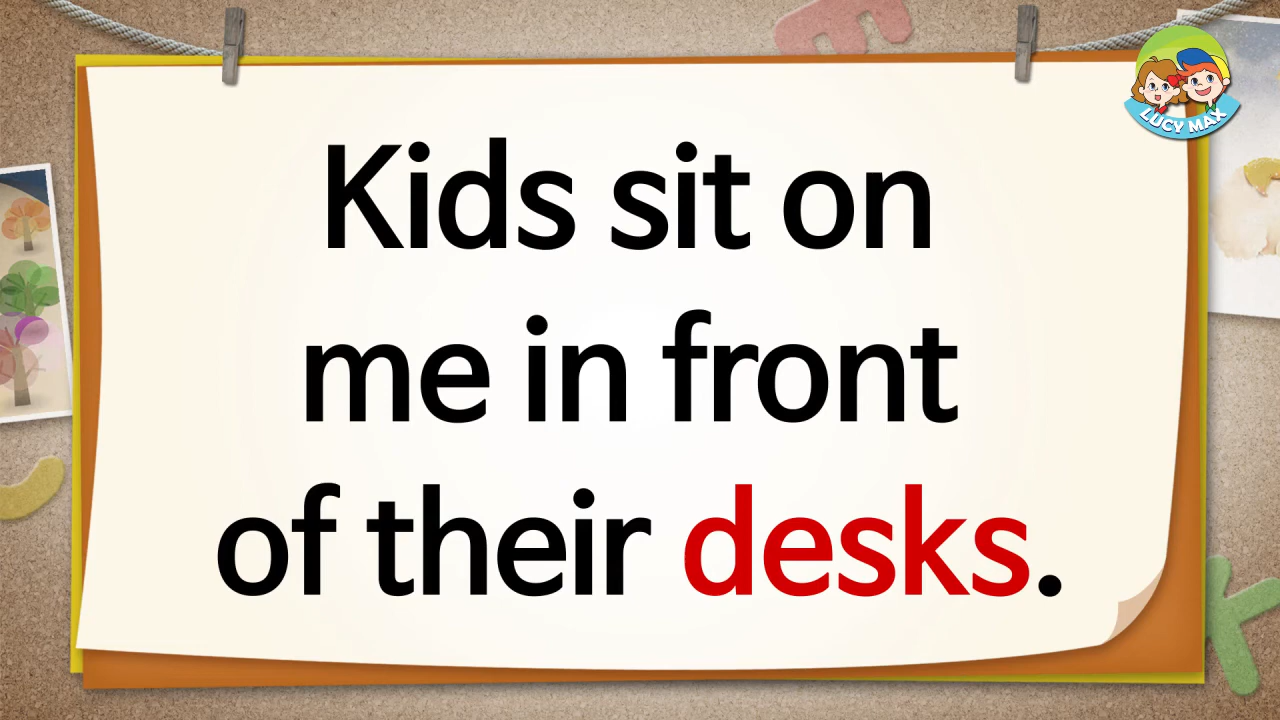 LUCY MAX
Kids sit on
me in front
of their desks.